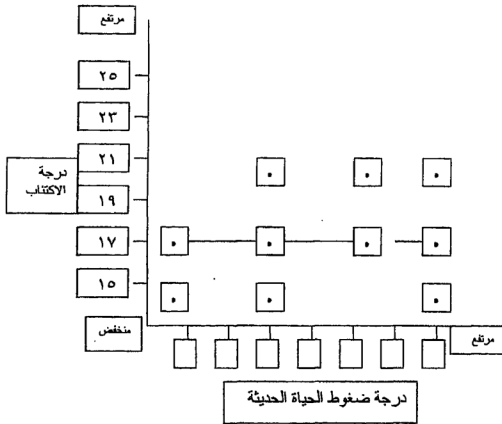 مرتفع
٢٥
٢٣
٢١
درجة
الاكتئاب
١٩
١٧
١٥
منخفض
مرتفع
درجة ضغوط الحياة الحديثة